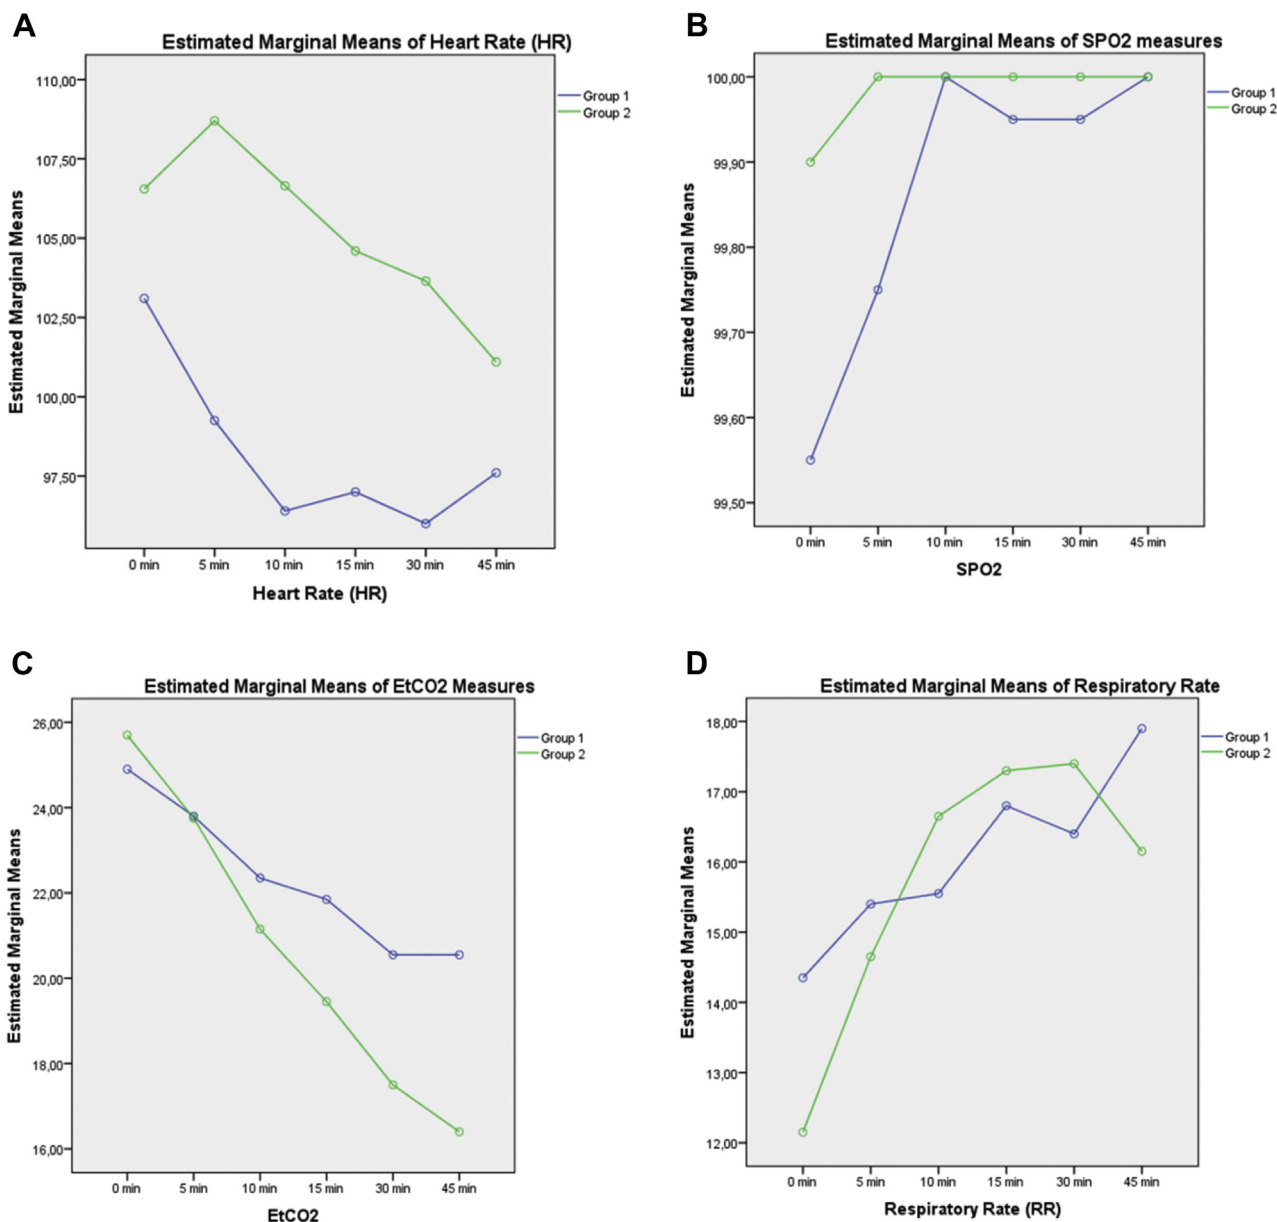 A
Estimated Marginal Means of Heart Rate (HR)
110,00
107,50
105,00
102,50
100,00
97,50
Estimated Marginal Means
0 min 5 min 10 min 15 min 30 min 45 min
Heart Rate (HR)
Group 1
Group 2
B
Estimated Marginal Means of SPO2 measures
100,00
99,90
99,80
99,70
99,60
99,50
Estimated Marginal Means
0 min 5 min 10 min 15 min 30 min 45 min
SPO2
Group 1
Group 2
C
Estimated Marginal Means of EtCO2 Measures
26,00
24,00
22,00
20,00
18,00
16,00
Estimated Marginal Means
0 min 5 min 10 min 15 min 30 min 45 min
EtCO2
Group 1
Group 2
D
Estimated Marginal Means of Respiratory Rate
18,00
17,00
16,00
15,00
14,00
13,00
12,00
Estimated Marginal Means
0 min 5 min 10 min 15 min 30 min 45 min
Respiratory Rate (RR)
Group 1
Group 2